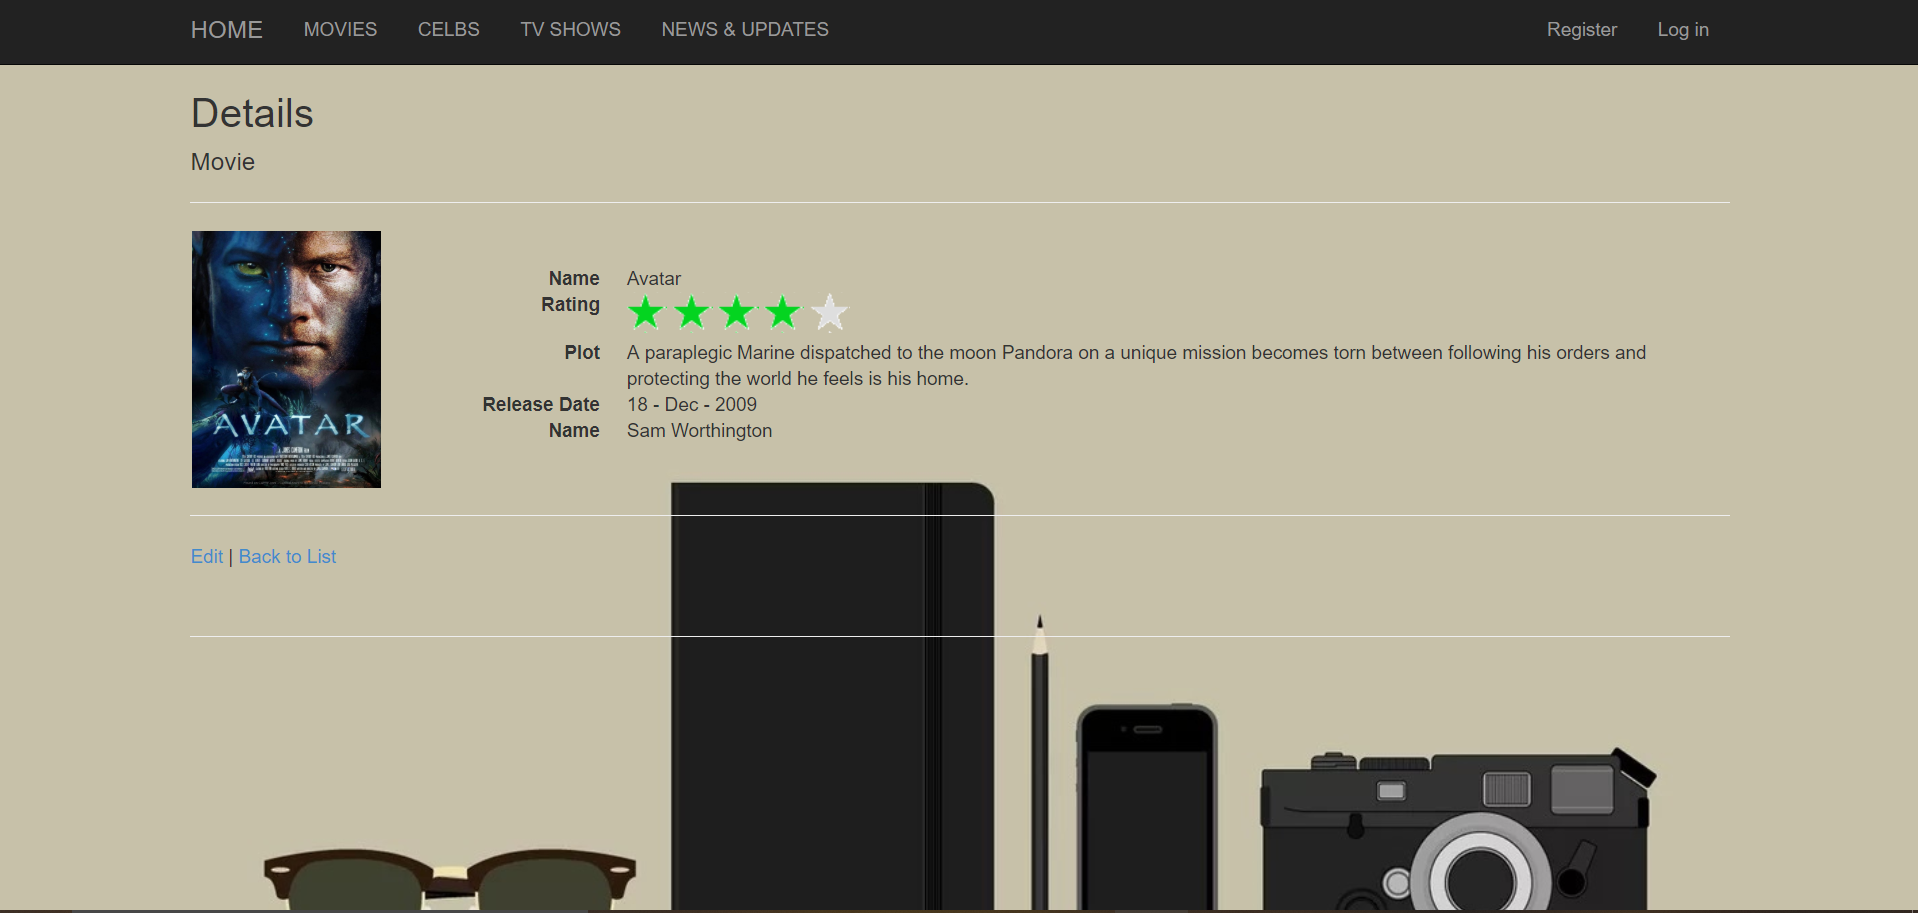 HOME MOVIES CELBS TV SHOWS NEWS & UPDATES Register Log in
Details
Movie
Name Avatar
Rating
Plot A paraplegic Marine dispatched to the moon Pandora on a unique mission becomes torn between following his orders and
protecting the world he feels is his home.
Release Date 18 - Dec - 2009
Name Sam Worthington
AVATAR
Edit | Back to List